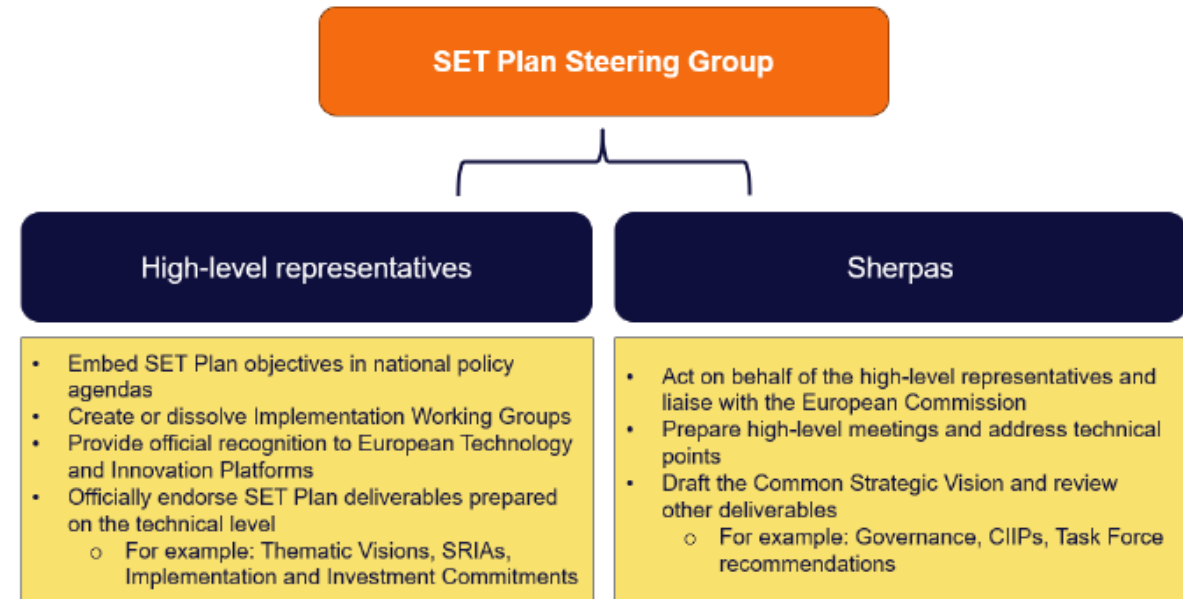 SET Plan Steering Group
High-level representatives
• Embed SET Plan objectives in national policy
agendas
• Create or dissolve Implementation Working Groups
• Provide official recognition to European Technology
and Innovation Platforms
• Officially endorse SET Plan deliverables prepared
on the technical level
o For example: Thematic Visions, SRIAs,
Implementation and Investment Commitments
Sherpas
• Act on behalf of the high-level representatives and
liaise with the European Commission
• Prepare high-level meetings and address technical
points
• Draft the Common Strategic Vision and review
other deliverables
o For example: Governance, CIIPs, Task Force
recommendations